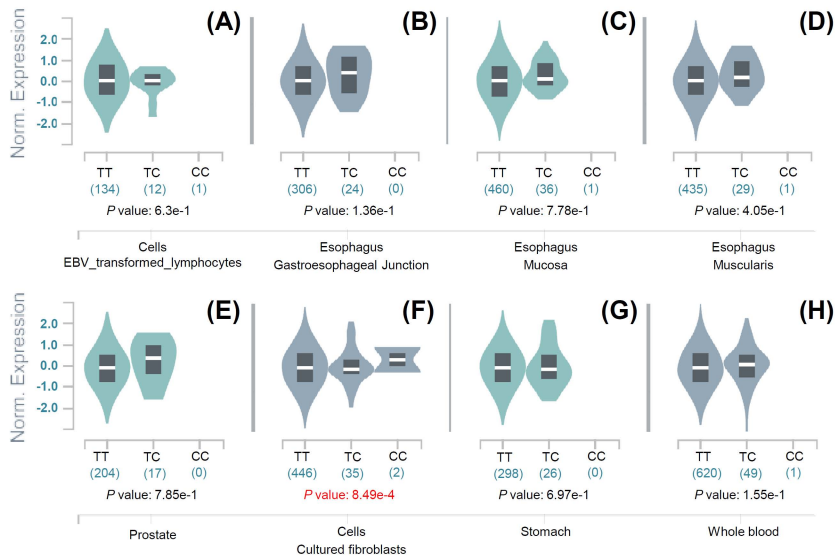 (A) (B) (C) (D)
Norm. Expression
2.0
1.0
0.0
-1.0
-2.0
TT TC CC TT TC CC TT TC CC TT TC CC
(134) (12) (1) (306) (24) (0) (460) (36) (1) (435) (29) (1)
P value: 6.3e-1 P value: 1.36e-1 P value: 7.78e-1 P value: 4.05e-1
Cells Esophagus Esophagus Esophagus
EBV_transformed_lymphocytes Gastroesophageal Junction Mucosa Muscularis
(E) (F) (G) (H)
Norm. Expression
2.0
1.0
0.0
-1.0
-2.0
TT TC CC TT TC CC TT TC CC TT TC CC
(204) (17) (0) (446) (35) (2) (298) (26) (0) (620) (49) (1)
P value: 7.85e-1 P value: 8.49e-4 P value: 6.97e-1 P value: 1.55e-1
Prostate Cells Stomach Whole blood
Cultured fibroblasts